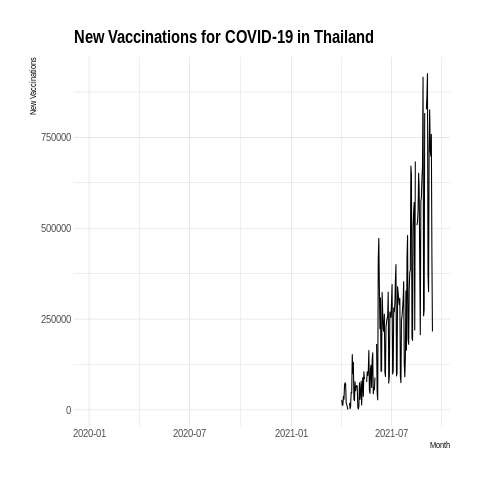 New Vaccinations for COVID-19 in Thailand
New Vaccinations
750000
500000
250000
0
2020-01 2020-07 2021-01 2021-07
Month